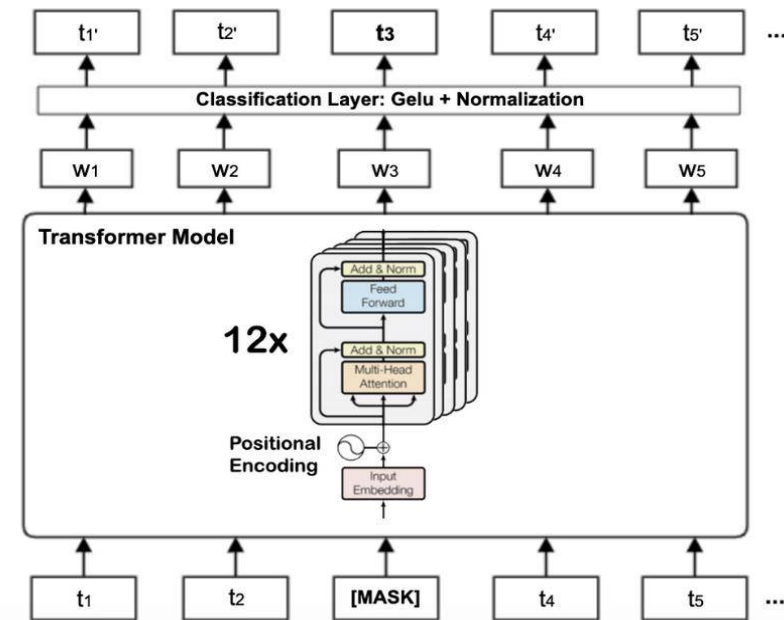 t1' t2' t3 t4' t5' ...
Classification Layer: Gelu + Normalization
w1 w2 w3 w4 w5
Transformer Model
Add & Norm
Feed
Forward
12x
Add & Norm
Multi-Head
Attention
Positional
Encoding
Input
Embedding
t1 t2 [MASK] t4 t5 ...